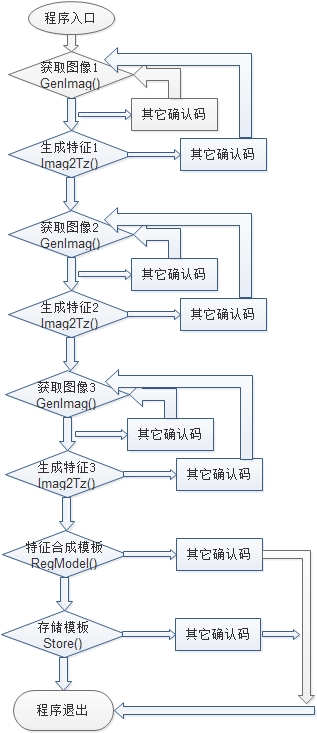 程序入口
获取图像1
GenImag()
其它确认码
生成特征1
Imag2Tz()
其它确认码
获取图像2
GenImag()
其它确认码
生成特征2
Imag2Tz()
其它确认码
获取图像3
GenImag()
其它确认码
生成特征3
Imag2Tz()
其它确认码
特征合成模板
RegModel()
其它确认码
存储模板
Store()
其它确认码
程序退出